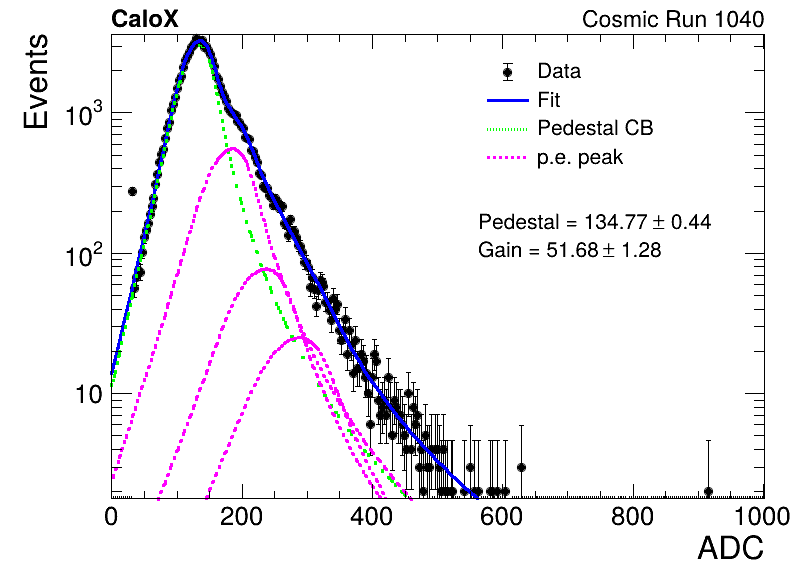 CaloX Cosmic Run 1040
Events
Data
Fit
Pedestal CB
p.e. peak
Pedestal = 134.77 ± 0.44
Gain = 51.68 ± 1.28
10³
10²
10
0 200 400 600 800 1000
ADC